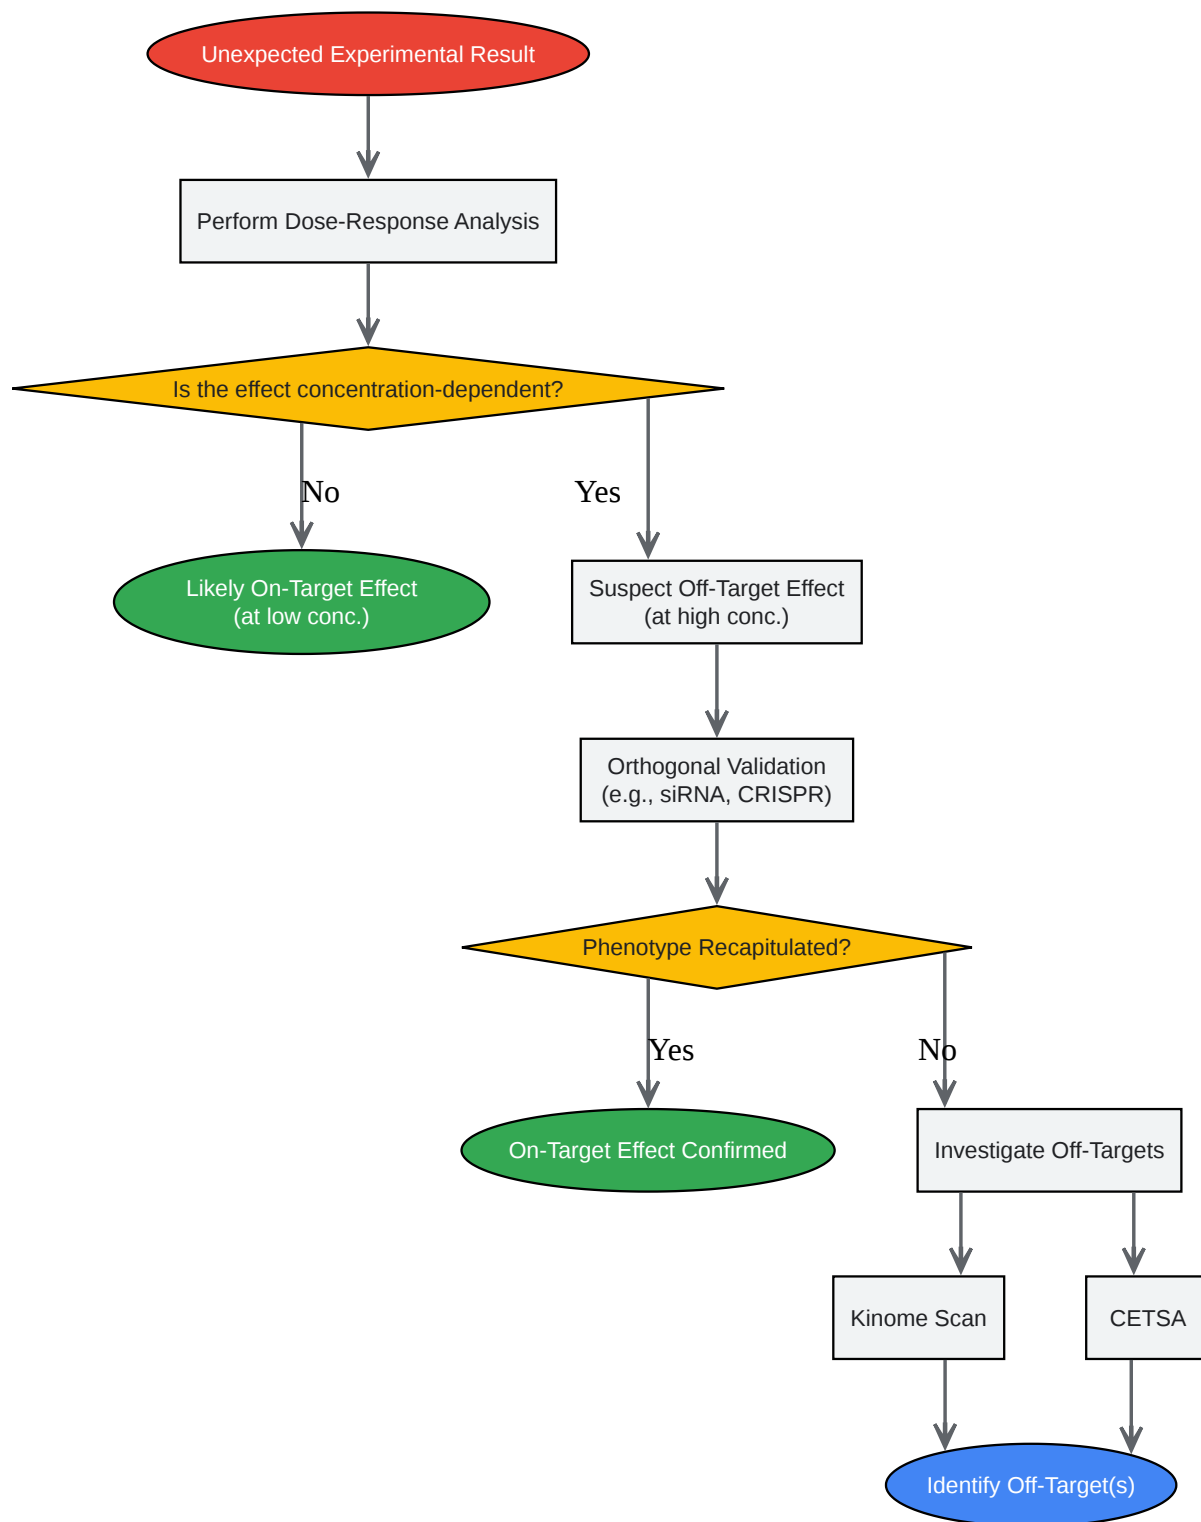 Unexpected Experimental Result
Perform Dose-Response Analysis
Is the effect concentration-dependent?
No
Yes
Likely On-Target Effect
(at low conc.)
Suspect Off-Target Effect
(at high conc.)
Orthogonal Validation
(e.g., siRNA, CRISPR)
Phenotype Recapitulated?
Yes
No
On-Target Effect Confirmed
Investigate Off-Targets
Kinome Scan
CETSA
Identify Off-Target(s)